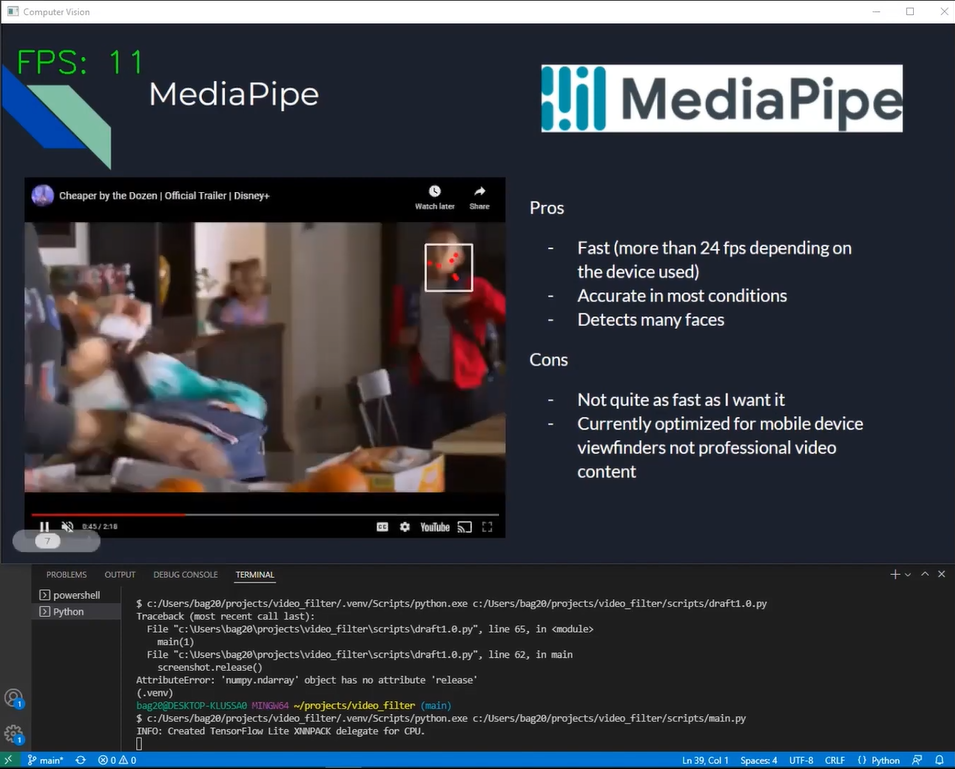 Computer Vision
FPS: 11
MediaPipe
MediaPipe
Cheaper by the Dozen | Official Trailer | Disney+
Watch later
Share
0:45 / 2:18
CC
YouTube
7
Pros
- Fast (more than 24 fps depending on
the device used)
- Accurate in most conditions
- Detects many faces
Cons
- Not quite as fast as I want it
- Currently optimized for mobile device
viewfinders not professional video
content
PROBLEMS OUTPUT DEBUG CONSOLE TERMINAL
powershell
Python
$ c:/Users/bag20/projects/video_filter/.venv/Scripts/python.exe c:/Users/bag20/projects/video_filter/scripts/draft1.0.py
Traceback (most recent call last):
File "c:\Users\bag20\projects\video_filter\scripts\draft1.0.py", line 65, in <module>
main(1)
File "c:\Users\bag20\projects\video_filter\scripts\draft1.0.py", line 62, in main
screenshot.release()
AttributeError: 'numpy.ndarray' object has no attribute 'release'
(.venv)
bag20@DESKTOP-KLUSSA0 MINGW64 ~/projects/video_filter (main)
$ c:/Users/bag20/projects/video_filter/.venv/Scripts/python.exe c:/Users/bag20/projects/video_filter/scripts/main.py
INFO: Created TensorFlow Lite XNNPACK delegate for CPU.
1
1
main* 0 0 Ln 39, Col 1 Spaces: 4 UTF-8 CRLF Python